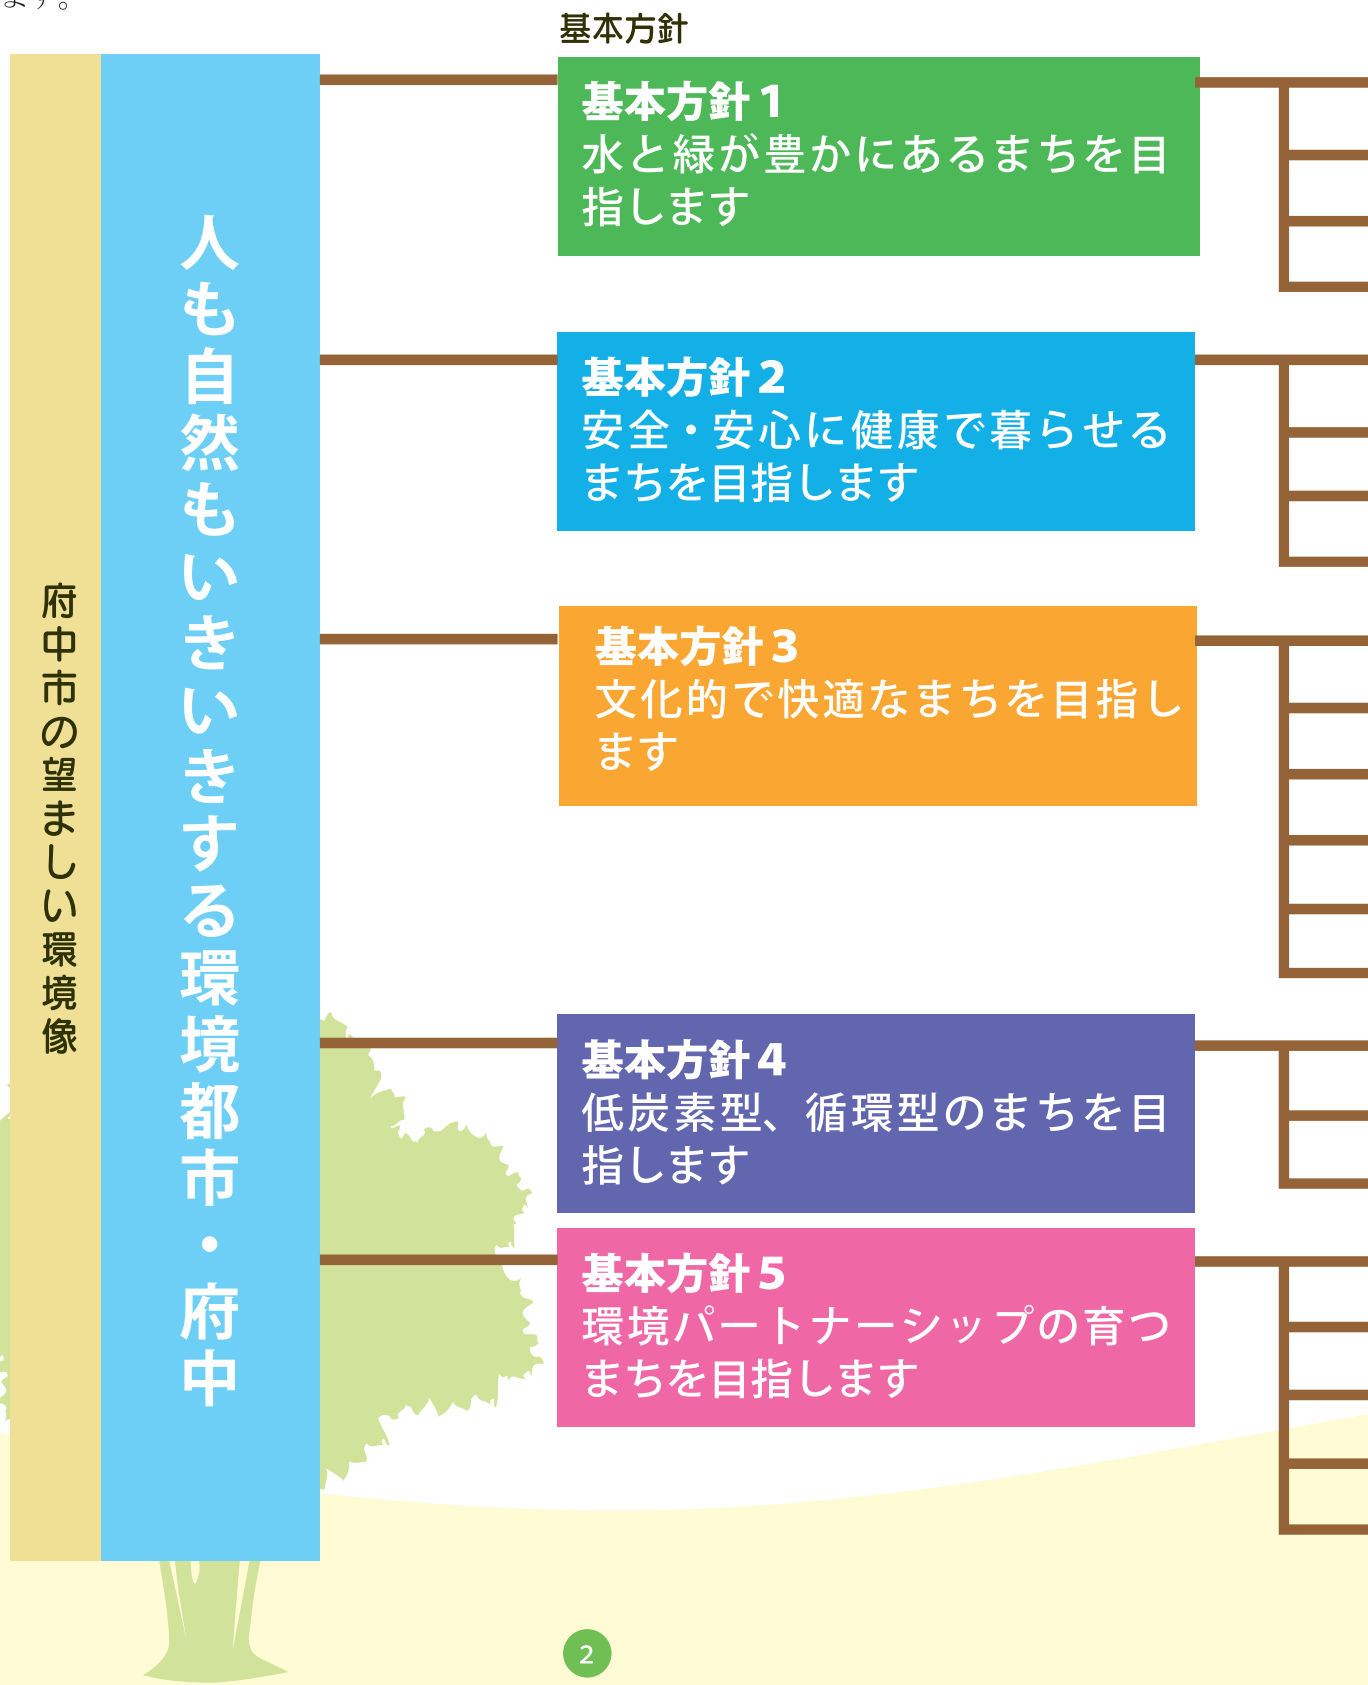 ます。
基本方針
府中市の望ましい環境像
人も自然もいきいきする環境都市・府中
基本方針1
水と緑が豊かにあるまちを目
指します
基本方針2
安全・安心に健康で暮らせる
まちを目指します
基本方針3
文化的で快適なまちを目指し
ます
基本方針4
低炭素型、循環型のまちを目
指します
基本方針5
環境パートナーシップの育つ
まちを目指します
2